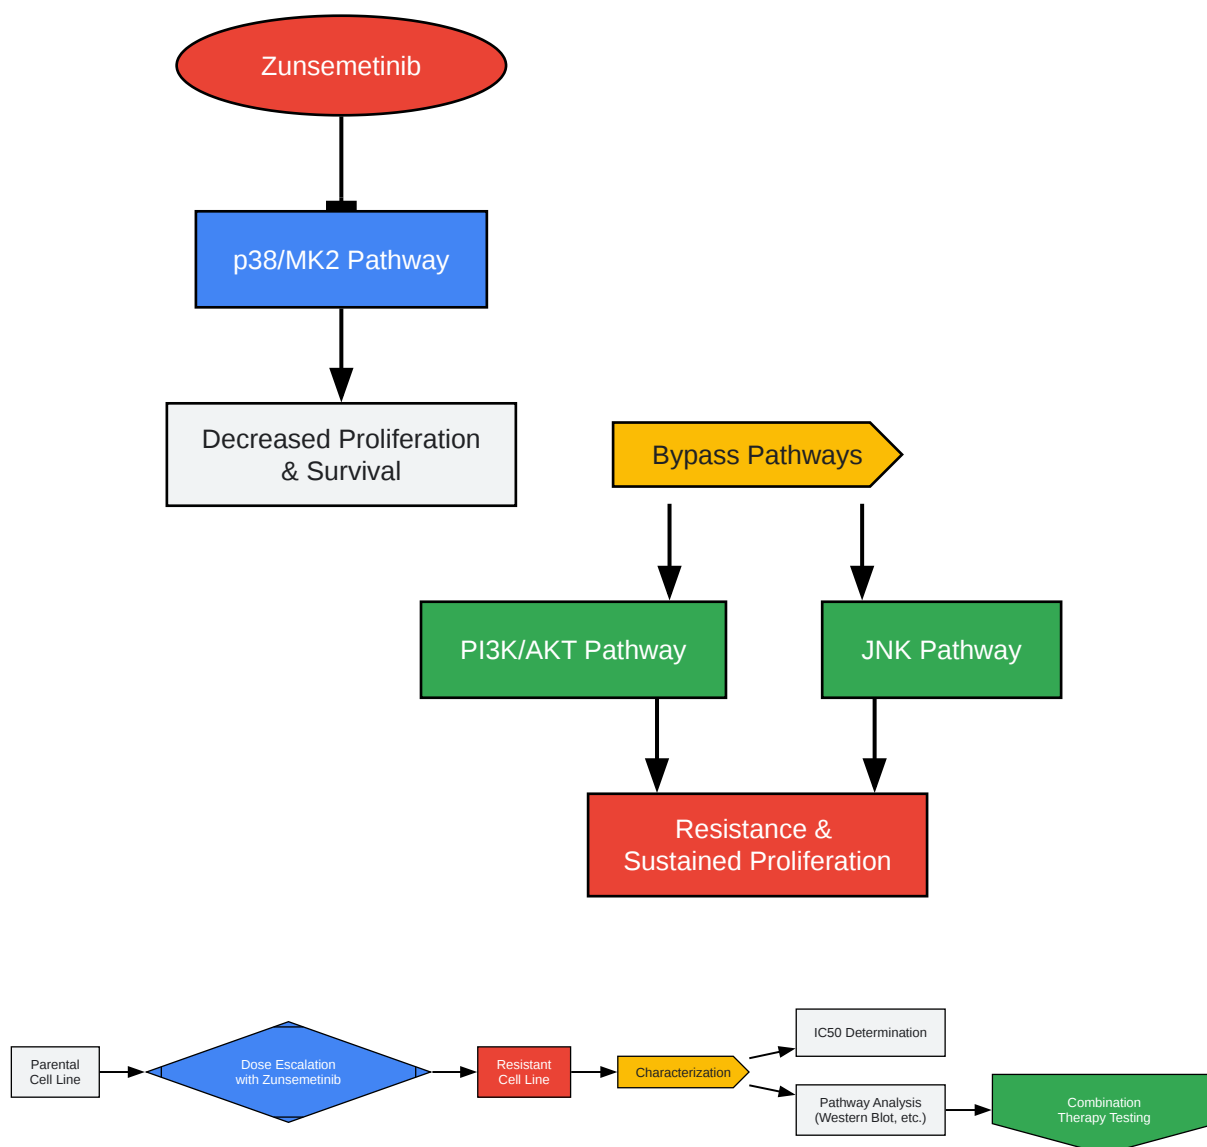 Zunsemetinib
p38/MK2 Pathway
Decreased Proliferation
& Survival
Bypass Pathways
PI3K/AKT Pathway
JNK Pathway
Resistance &
Sustained Proliferation
Parental
Cell Line
Dose Escalation
with Zunsemetinib
Resistant
Cell Line
Characterization
IC50 Determination
Pathway Analysis
(Western Blot, etc.)
Combination
Therapy Testing